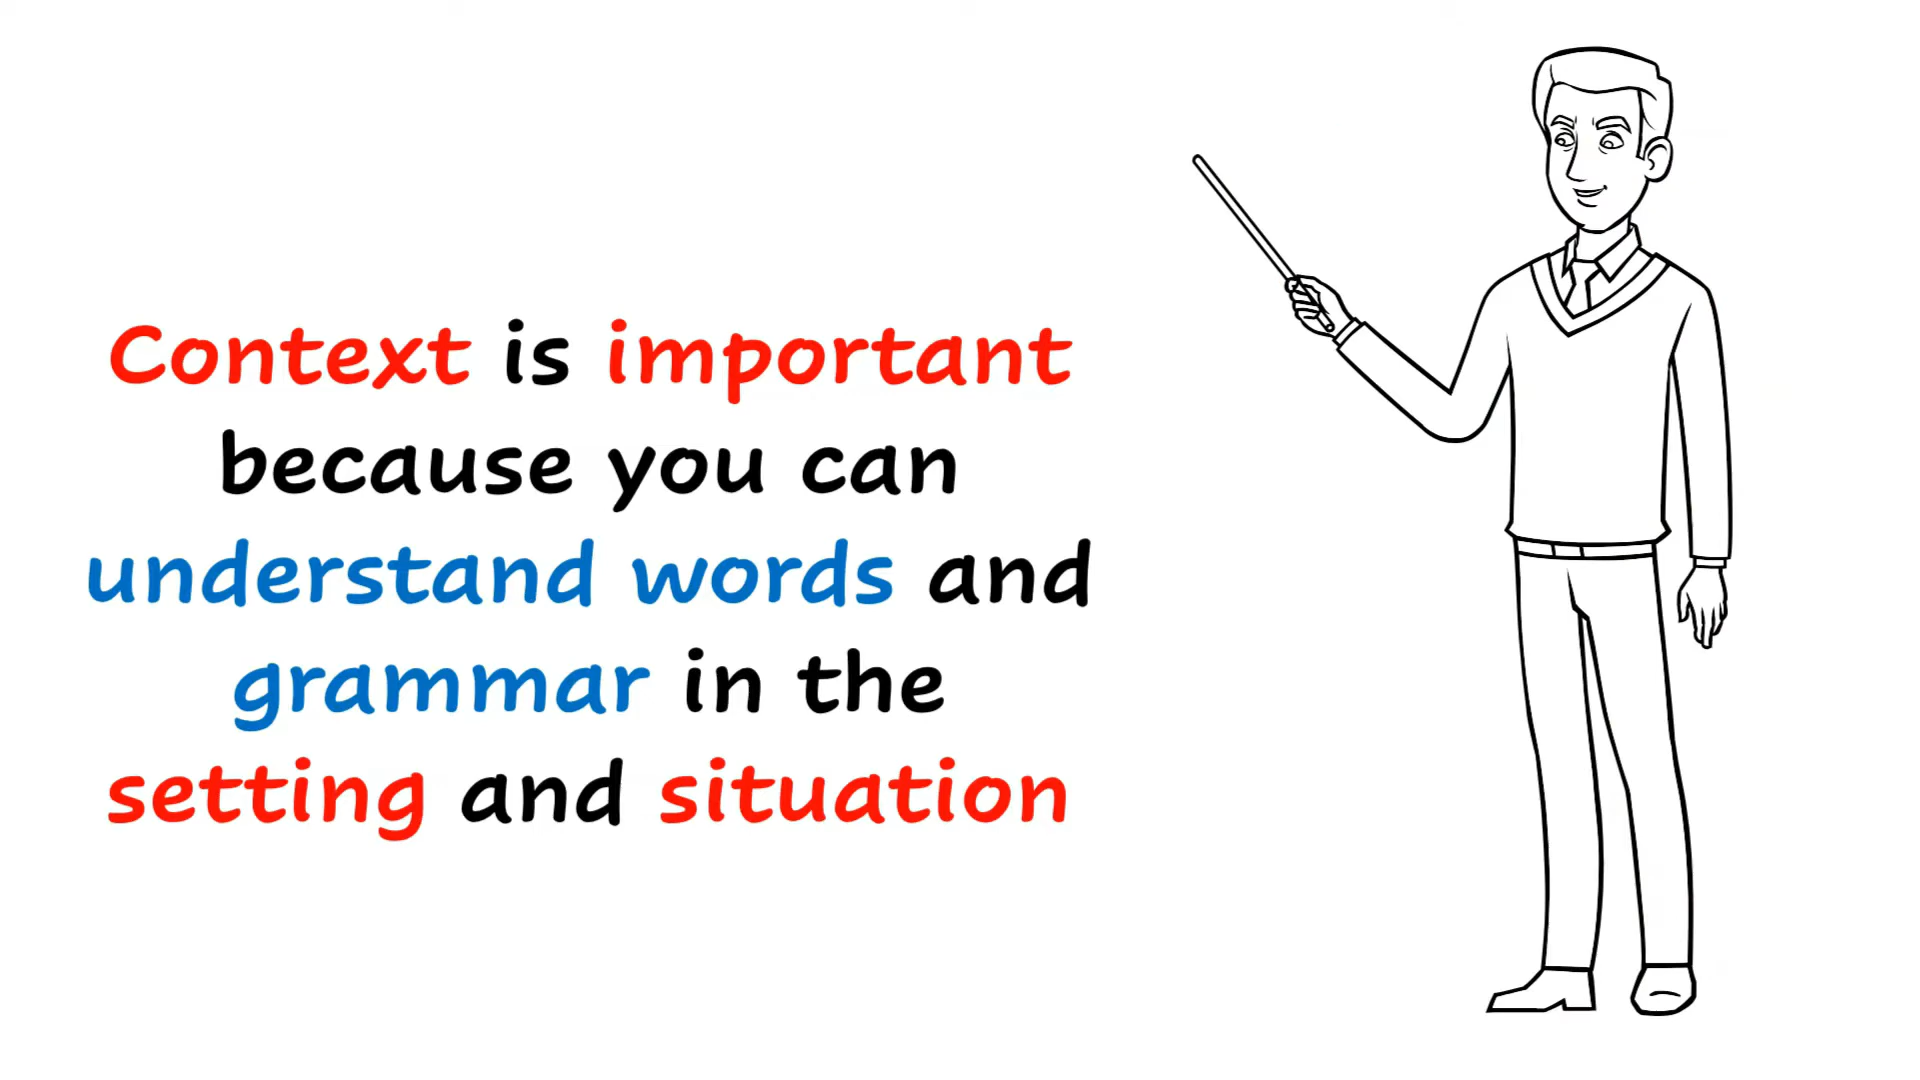 Context is important
because you can
understand words and
grammar in the
setting and situation